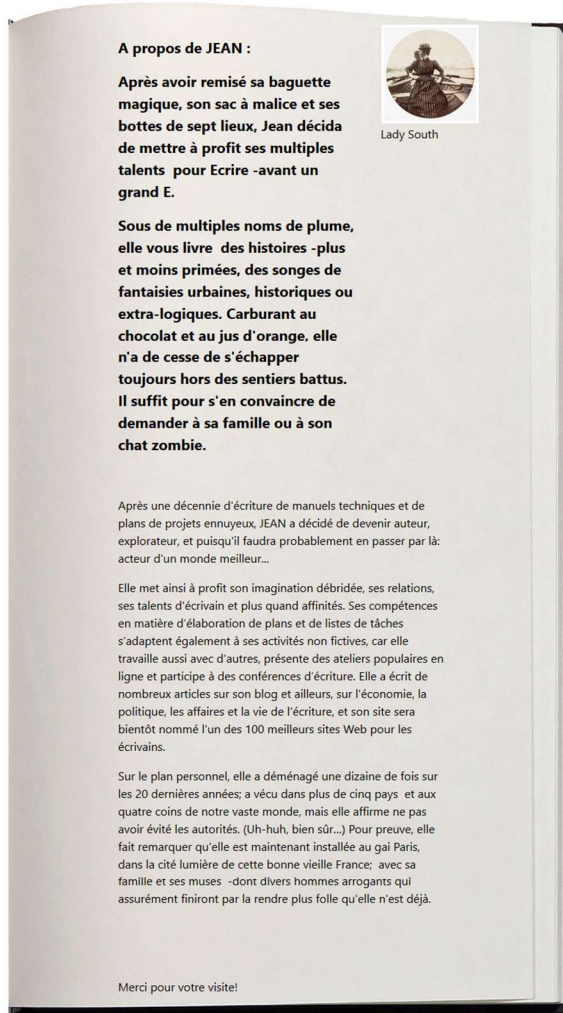 A propos de JEAN :
Après avoir remisé sa baguette
magique, son sac à malice et ses
bottes de sept lieux, Jean décida
de mettre à profit ses multiples
talents  pour Ecrire -avant un
grand E.
Sous de multiples noms de plume,
elle vous livre  des histoires -plus
et moins primées, des songes de
fantaisies urbaines, historiques ou
extra-logiques. Carburant au
chocolat et au jus d'orange, elle
n'a de cesse de s'échapper
toujours hors des sentiers battus.
Il suffit pour s'en convaincre de
demander à sa famille ou à son
chat zombie.
Lady South
Après une décennie d'écriture de manuels techniques et de
plans de projets ennuyeux, JEAN a décidé de devenir auteur,
explorateur, et puisqu'il faudra probablement en passer par là:
acteur d'un monde meilleur...
Elle met ainsi à profit son imagination débridée, ses relations,
ses talents d'écrivain et plus quand affinités. Ses compétences
en matière d'élaboration de plans et de listes de tâches
s'adaptent également à ses activités non fictives, car elle
travaille aussi avec d'autres, présente des ateliers populaires en
ligne et participe à des conférences d'écriture. Elle a écrit de
nombreux articles sur son blog et ailleurs, sur l'économie, la
politique, les affaires et la vie de l'écriture, et son site sera
bientôt nommé l'un des 100 meilleurs sites Web pour les
écrivains.
Sur le plan personnel, elle a déménagé une dizaine de fois sur
les 20 dernières années; a vécu dans plus de cinq pays  et aux
quatre coins de notre vaste monde, mais elle affirme ne pas
avoir évité les autorités. (Uh-huh, bien sûr...) Pour preuve, elle
fait remarquer qu'elle est maintenant installée au gai Paris,
dans la cité lumière de cette bonne vieille France;  avec sa
famille et ses muses  -dont divers hommes arrogants qui
assurément finiront par la rendre plus folle qu'elle n'est déjà.
Merci pour votre visite!